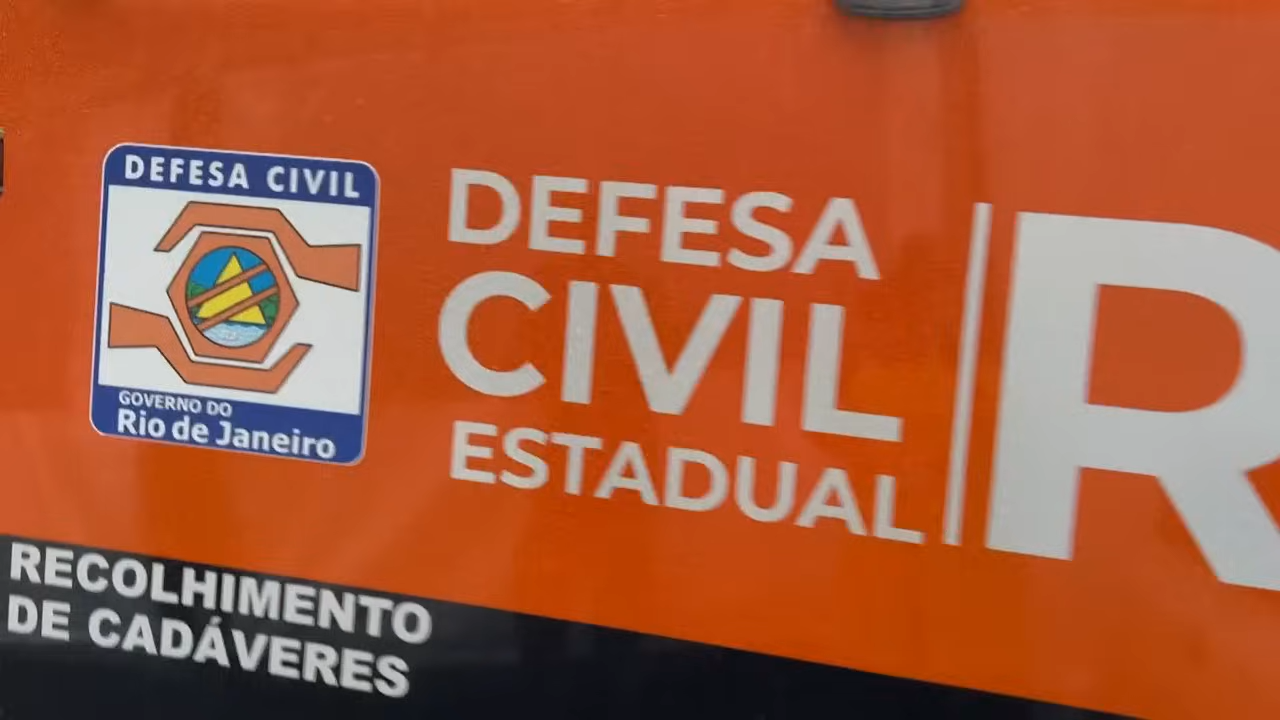 DEFESA CIVIL
GOVERNO DO
Rio de Janeiro
DEFESA
CIVIL
ESTADUAL
R
RECOLHIMENTO
DE CADÁVERES